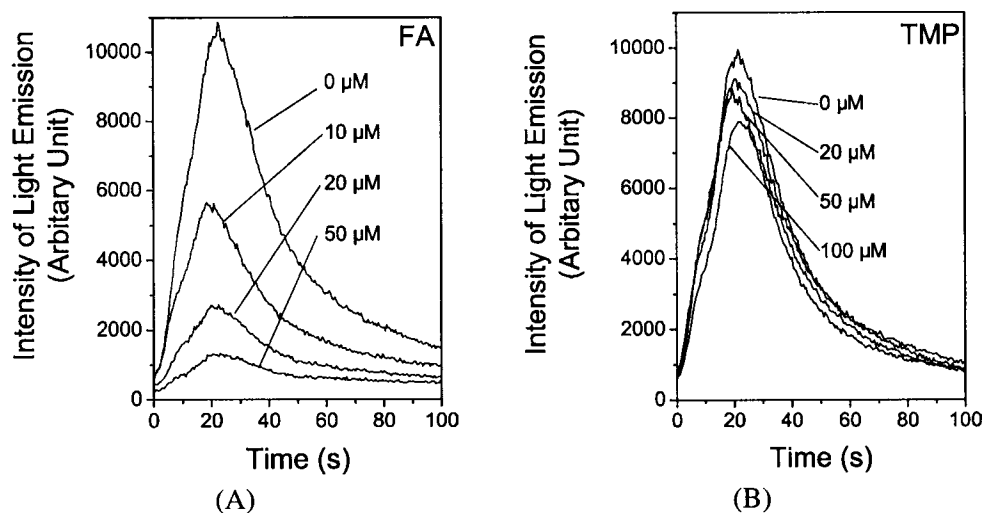 FA
Intensity of Light Emission
(Arbitary Unit)
10000
8000
6000
4000
2000
0
0 µM
10 µM
20 µM
50 µM
0 20 40 60 80 100
Time (s)
(A)
TMP
Intensity of Light Emission
(Arbitary Unit)
10000
8000
6000
4000
2000
0
0 µM
20 µM
50 µM
100 µM
0 20 40 60 80 100
Time (s)
(B)